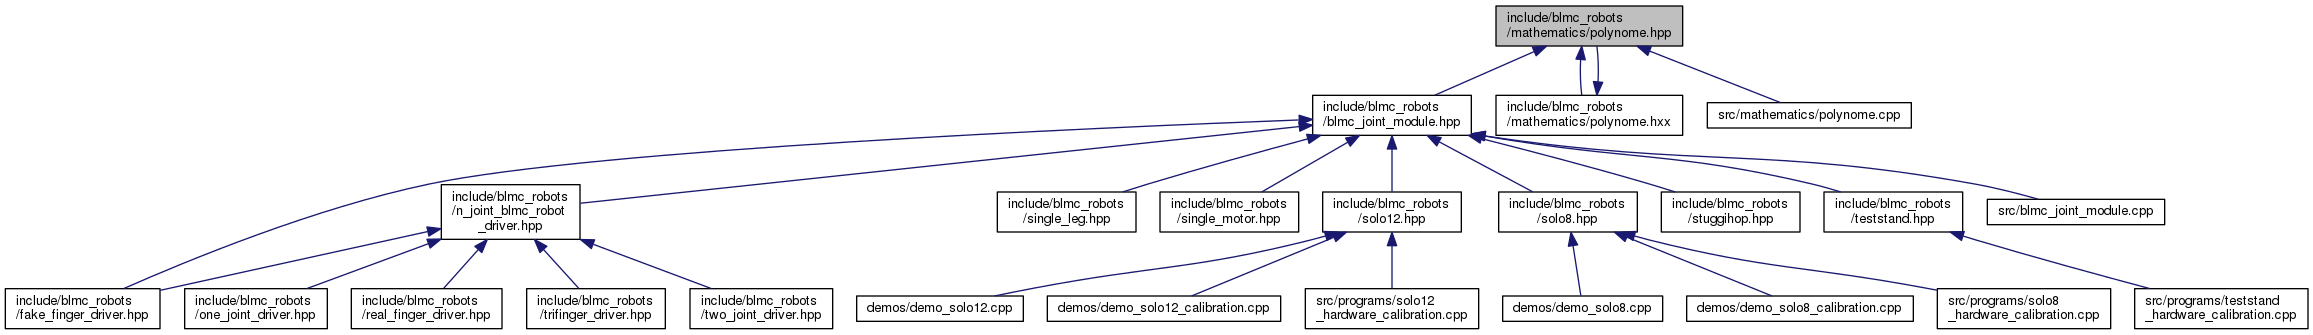 include/blmc_robots
/mathematics/polynome.hpp
include/blmc_robots
/blmc_joint_module.hpp
include/blmc_robots
/mathematics/polynome.hxx
src/mathematics/polynome.cpp
include/blmc_robots
/n_joint_blmc_robot
_driver.hpp
include/blmc_robots
/single_leg.hpp
include/blmc_robots
/single_motor.hpp
include/blmc_robots
/solo12.hpp
include/blmc_robots
/solo8.hpp
include/blmc_robots
/stuggihop.hpp
include/blmc_robots
/teststand.hpp
src/blmc_joint_module.cpp
include/blmc_robots
/fake_finger_driver.hpp
include/blmc_robots
/one_joint_driver.hpp
include/blmc_robots
/real_finger_driver.hpp
include/blmc_robots
/trifinger_driver.hpp
include/blmc_robots
/two_joint_driver.hpp
demos/demo_solo12.cpp
demos/demo_solo12_calibration.cpp
src/programs/solo12
_hardware_calibration.cpp
demos/demo_solo8.cpp
demos/demo_solo8_calibration.cpp
src/programs/solo8
_hardware_calibration.cpp
src/programs/teststand
_hardware_calibration.cpp